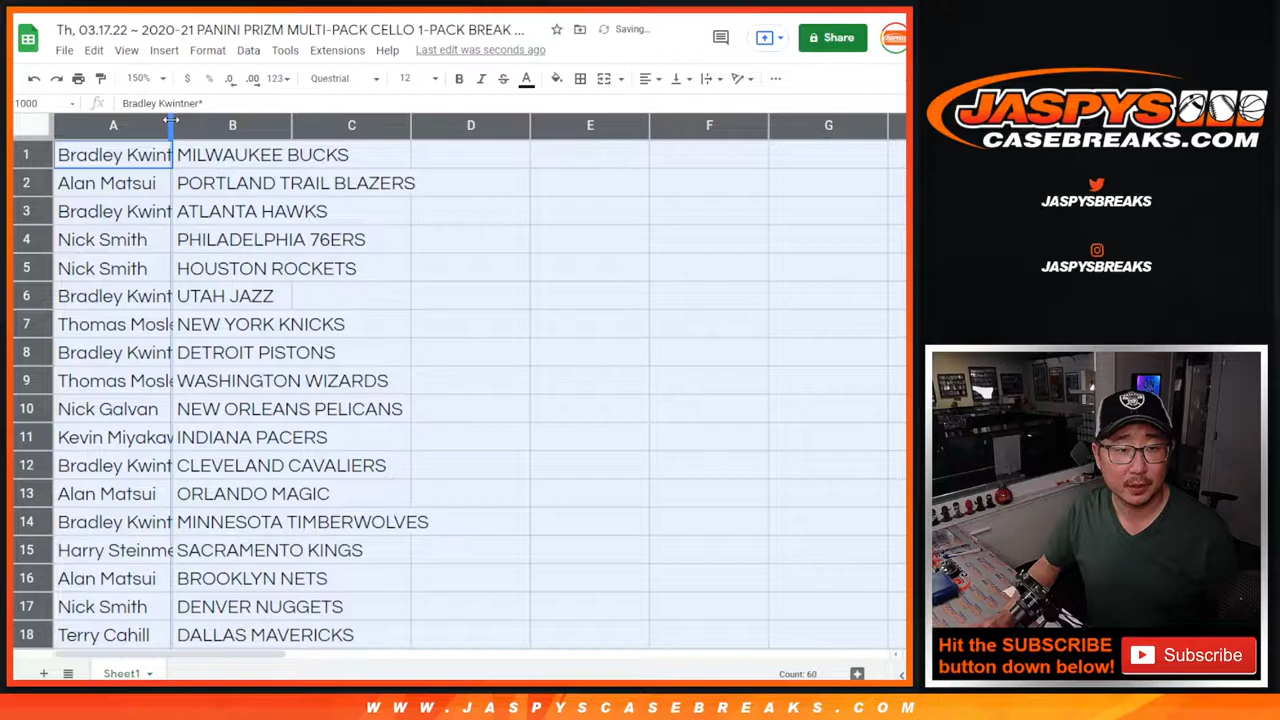 Th, 03.17.22 ~ 2020-21 PANINI PRIZM MULTI-PACK CELLO 1-PACK BREAK ...
Saving...
File Edit View Insert Format Data Tools Extensions Help Last edit was seconds ago
Share
150% $ % .0 .00 123 Questrial 12 B I S A
1000 fx Bradley Kwintner*
A B C D E F G
1 Bradley Kwint MILWAUKEE BUCKS
2 Alan Matsui PORTLAND TRAIL BLAZERS
3 Bradley Kwint ATLANTA HAWKS
4 Nick Smith PHILADELPHIA 76ERS
5 Nick Smith HOUSTON ROCKETS
6 Bradley Kwint UTAH JAZZ
7 Thomas Mosle NEW YORK KNICKS
8 Bradley Kwint DETROIT PISTONS
9 Thomas Mosle WASHINGTON WIZARDS
10 Nick Galvan NEW ORLEANS PELICANS
11 Kevin Miyakaw INDIANA PACERS
12 Bradley Kwint CLEVELAND CAVALIERS
13 Alan Matsui ORLANDO MAGIC
14 Bradley Kwint MINNESOTA TIMBERWOLVES
15 Harry Steinme SACRAMENTO KINGS
16 Alan Matsui BROOKLYN NETS
17 Nick Smith DENVER NUGGETS
18 Terry Cahill DALLAS MAVERICKS
Sheet1
Count: 60
JASPYS
CASEBREAKS.COM
JASPYSBREAKS
JASPYSBREAKS
Hit the SUBSCRIBE
button down below!
Subscribe
WWW.JASPYSCASEBREAKS.COM